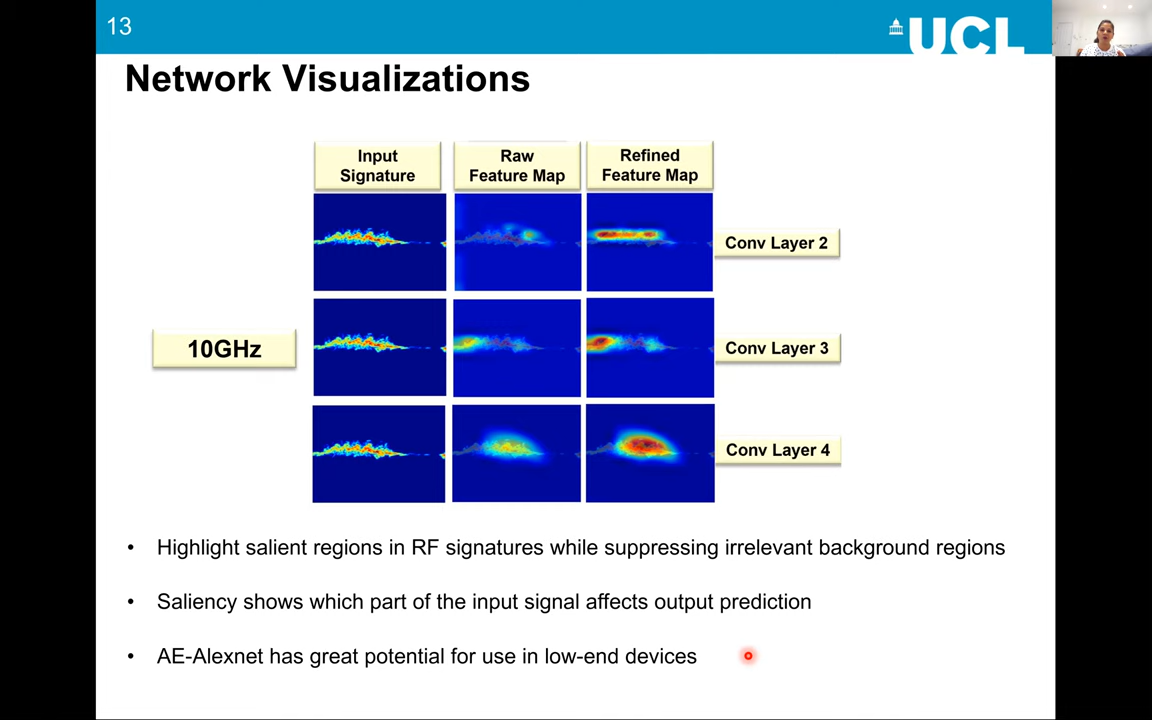 13
UCL
Network Visualizations
Input
Signature
Raw
Feature Map
Refined
Feature Map
Conv Layer 2
10GHz
Conv Layer 3
Conv Layer 4
• Highlight salient regions in RF signatures while suppressing irrelevant background regions
• Saliency shows which part of the input signal affects output prediction
• AE-Alexnet has great potential for use in low-end devices